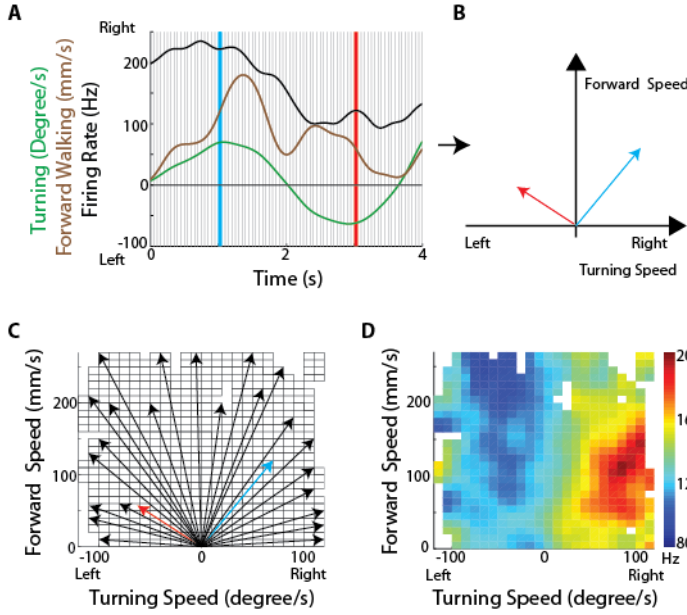 A
Right
200
100
0
-100
Left
0
2
4
Time (s)
Turning (Degree/s)
Forward Walking (mm/s)
Firing Rate (Hz)
B
Forward Speed
Left
Right
Turning Speed
C
Forward Speed (mm/s)
200
100
0
-100
0
100
Left
Right
Turning Speed (degree/s)
D
Forward Speed (mm/s)
200
100
0
-100
0
100
Left
Right
Turning Speed (degree/s)
80
Hz